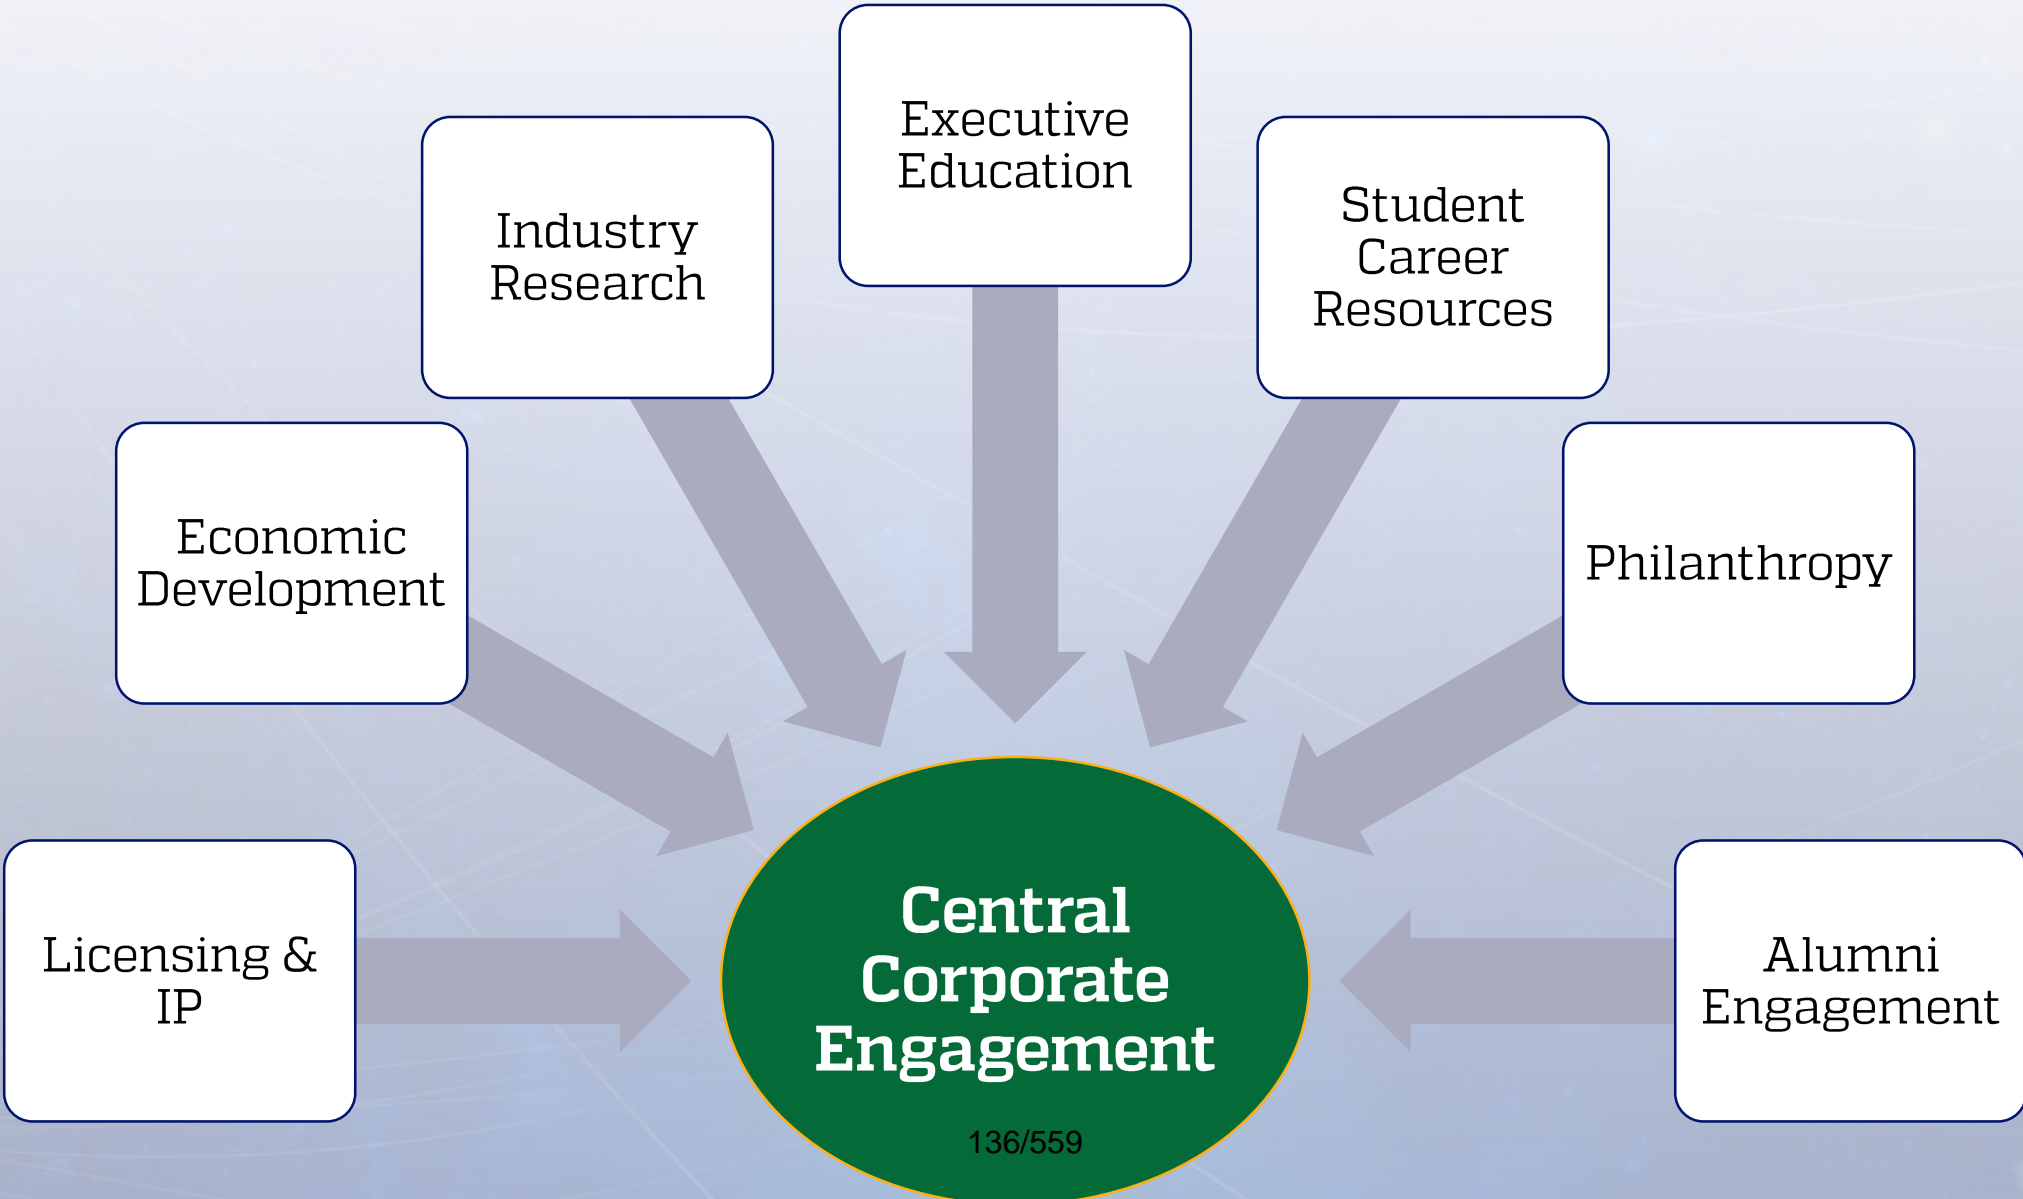 Executive
Education
Industry
Research
Student
Career
Resources
Economic
Development
Philanthropy
Licensing &
IP
Central
Corporate
Engagement
Alumni
Engagement
136/559